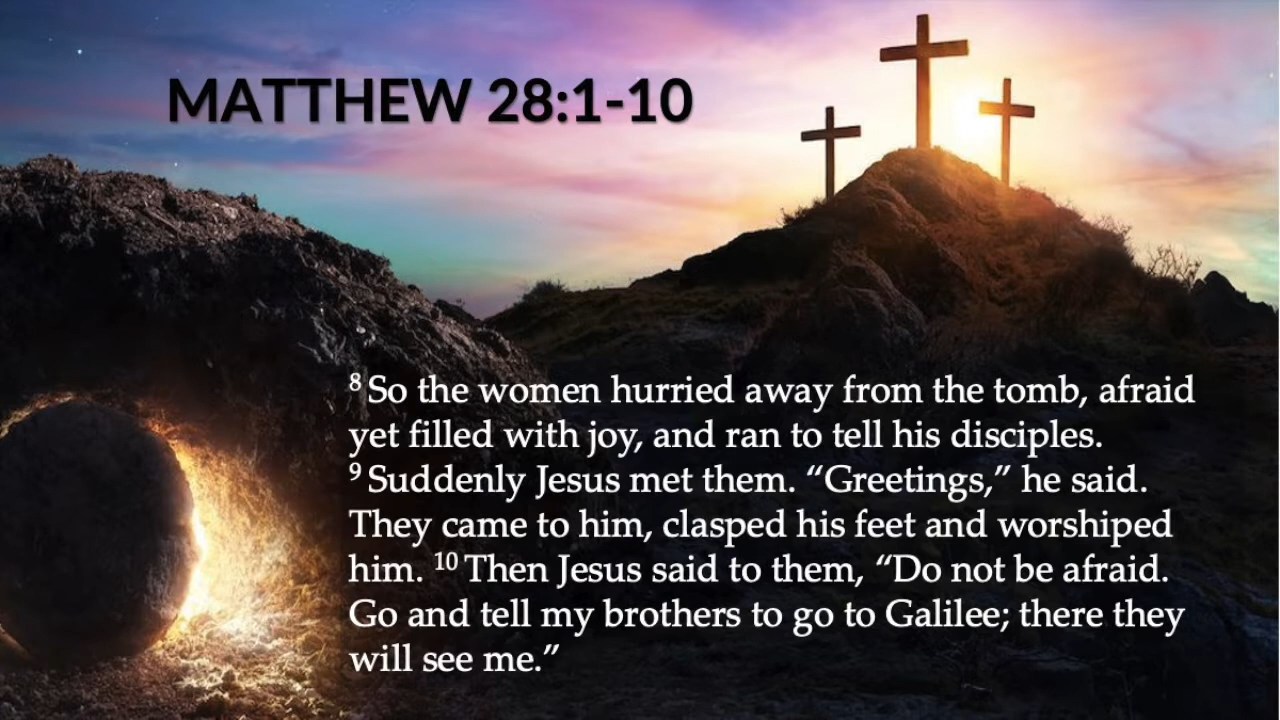 MATTHEW 28:1-10
⁸ So the women hurried away from the tomb, afraid
yet filled with joy, and ran to tell his disciples.
⁹ Suddenly Jesus met them. “Greetings,” he said.
They came to him, clasped his feet and worshiped
him. ¹⁰ Then Jesus said to them, “Do not be afraid.
Go and tell my brothers to go to Galilee; there they
will see me.”